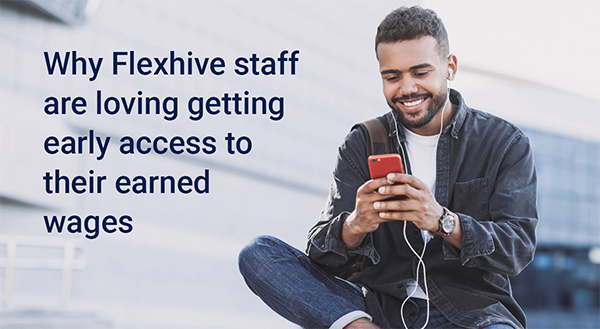 Why Flexhive staff
are loving getting
early access to
their earned
wages